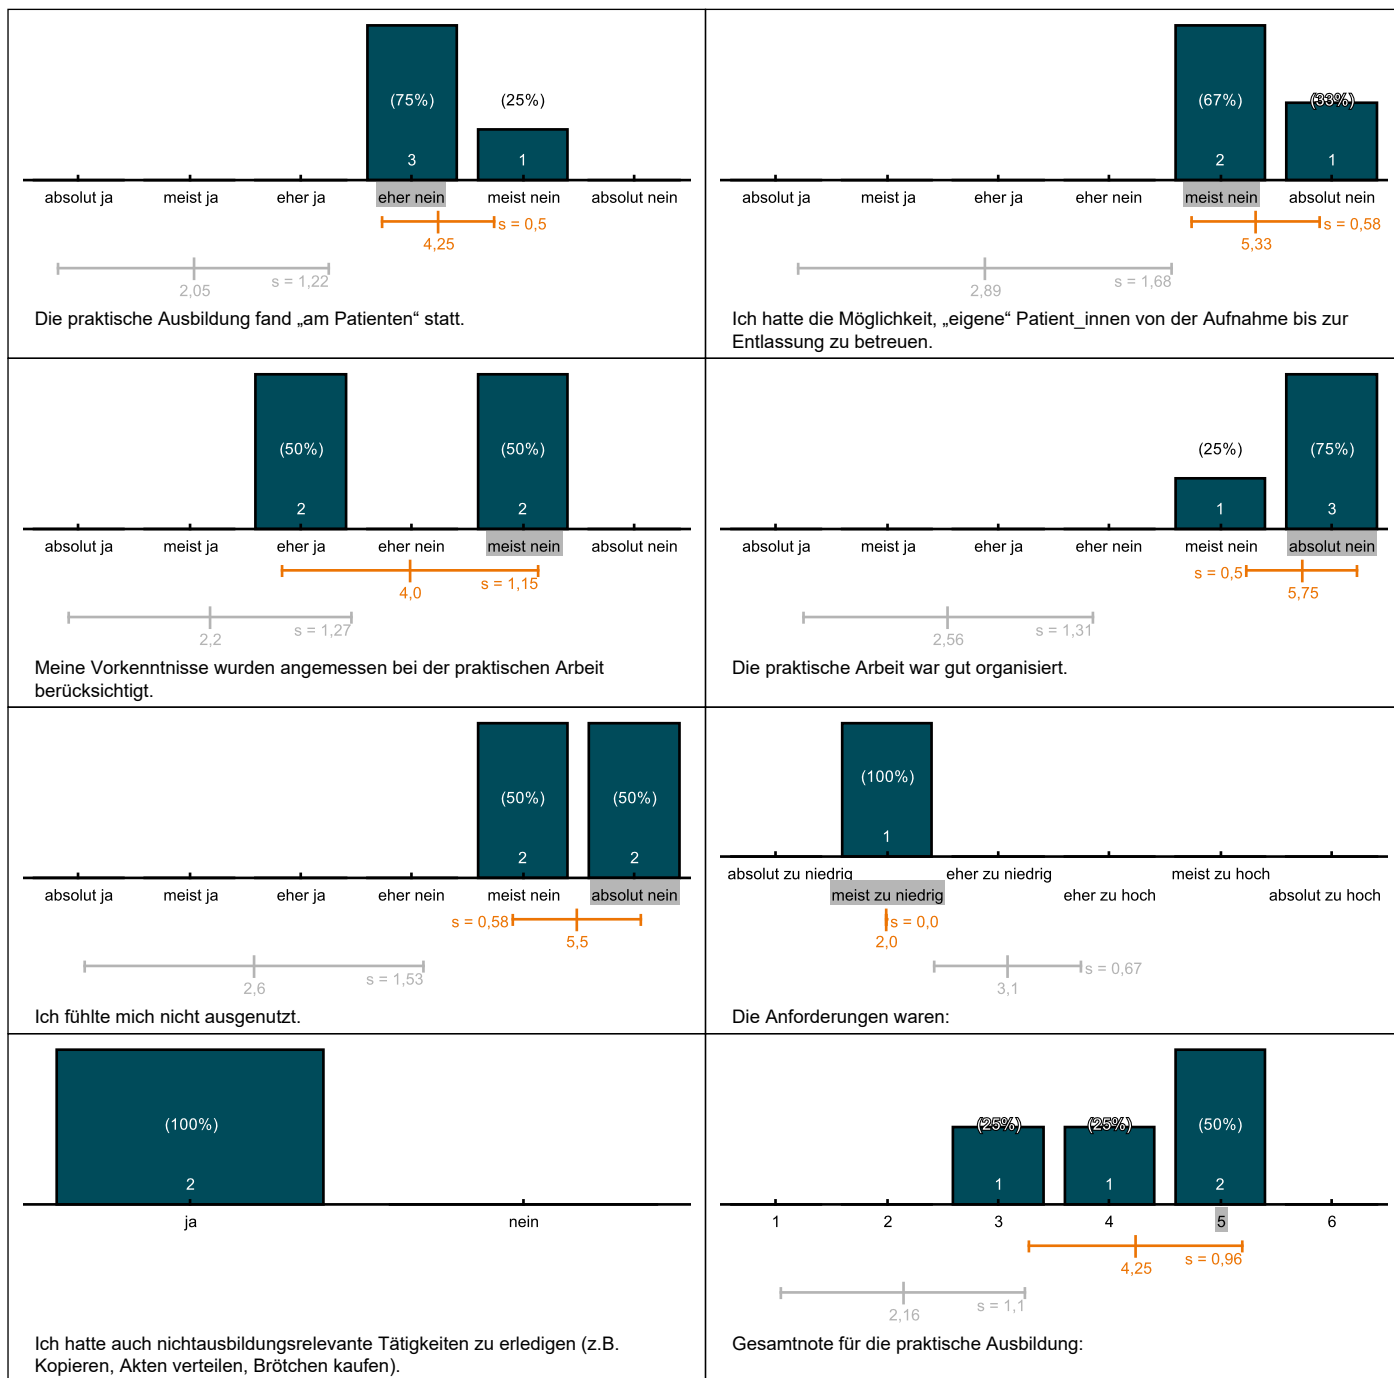 (75%)
(25%)
3
1
absolut ja
meist ja
eher ja
eher nein
meist nein
absolut nein
s = 0,5
4,25
s = 1,22
2,05
Die praktische Ausbildung fand „am Patienten“ statt.
(67%)
(33%)
2
1
absolut ja
meist ja
eher ja
eher nein
meist nein
absolut nein
s = 0,58
5,33
s = 1,68
2,89
Ich hatte die Möglichkeit, „eigene“ Patient_innen von der Aufnahme bis zur
Entlassung zu betreuen.
(50%)
(50%)
2
2
absolut ja
meist ja
eher ja
eher nein
meist nein
absolut nein
s = 1,15
4,0
s = 1,27
2,2
Meine Vorkenntnisse wurden angemessen bei der praktischen Arbeit
berücksichtigt.
(25%)
(75%)
1
3
absolut ja
meist ja
eher ja
eher nein
meist nein
absolut nein
s = 0,5
5,75
s = 1,31
2,56
Die praktische Arbeit war gut organisiert.
(50%)
(50%)
2
2
absolut ja
meist ja
eher ja
eher nein
meist nein
absolut nein
s = 0,58
5,5
s = 1,53
2,6
Ich fühlte mich nicht ausgenutzt.
(100%)
1
absolut zu niedrig
meist zu niedrig
eher zu niedrig
eher zu hoch
meist zu hoch
absolut zu hoch
s = 0,0
2,0
s = 0,67
3,1
Die Anforderungen waren:
(100%)
2
ja
nein
Ich hatte auch nichtausbildungsrelevante Tätigkeiten zu erledigen (z.B.
Kopieren, Akten verteilen, Brötchen kaufen).
(25%)
(25%)
(50%)
1
1
2
1
2
3
4
5
6
s = 0,96
4,25
s = 1,1
2,16
Gesamtnote für die praktische Ausbildung: